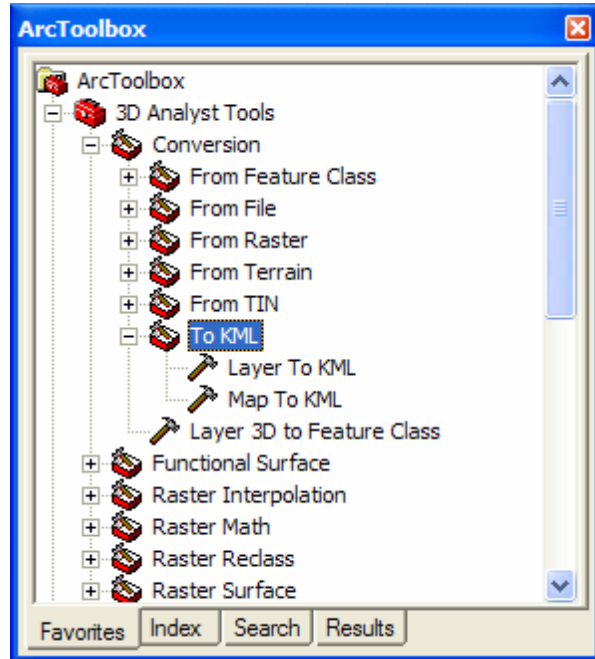 ArcToolbox
ArcToolbox
3D Analyst Tools
Conversion
From Feature Class
From File
From Raster
From Terrain
From TIN
To KML
Layer To KML
Map To KML
Layer 3D to Feature Class
Functional Surface
Raster Interpolation
Raster Math
Raster Reclass
Raster Surface
Favorites Index Search Results